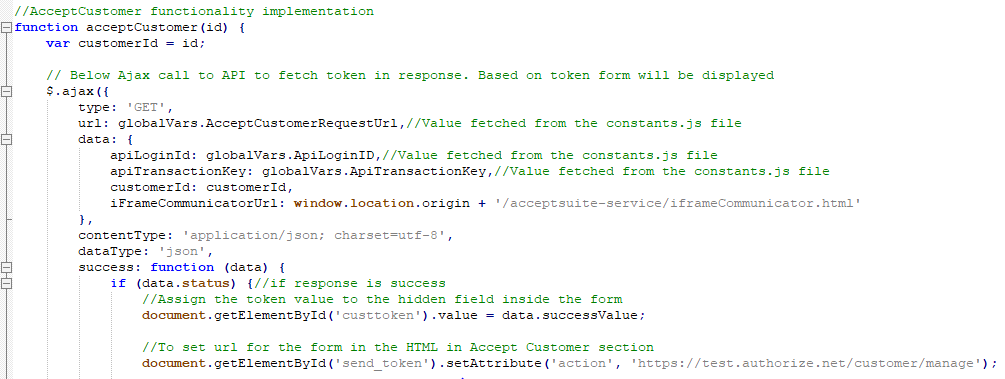 //AcceptCustomer functionality implementation
function acceptCustomer(id) {
var customerId = id;
// Below Ajax call to API to fetch token in response. Based on token form will be displayed
$.ajax({
type: 'GET',
url: globalVars.AcceptCustomerRequestUrl,//Value fetched from the constants.js file
data: {
apiLoginId: globalVars.ApiLoginID,//Value fetched from the constants.js file
apiTransactionKey: globalVars.ApiTransactionKey,//Value fetched from the constants.js file
customerId: customerId,
iFrameCommunicatorUrl: window.location.origin + '/acceptsuite-service/iframeCommunicator.html'
},
contentType: 'application/json; charset=utf-8',
dataType: 'json',
success: function (data) {
if (data.status) {//if response is success
//Assign the token value to the hidden field inside the form
document.getElementById('custtoken').value = data.successValue;
//To set url for the form in the HTML in Accept Customer section
document.getElementById('send_token').setAttribute('action', 'https://test.authorize.net/customer/manage');